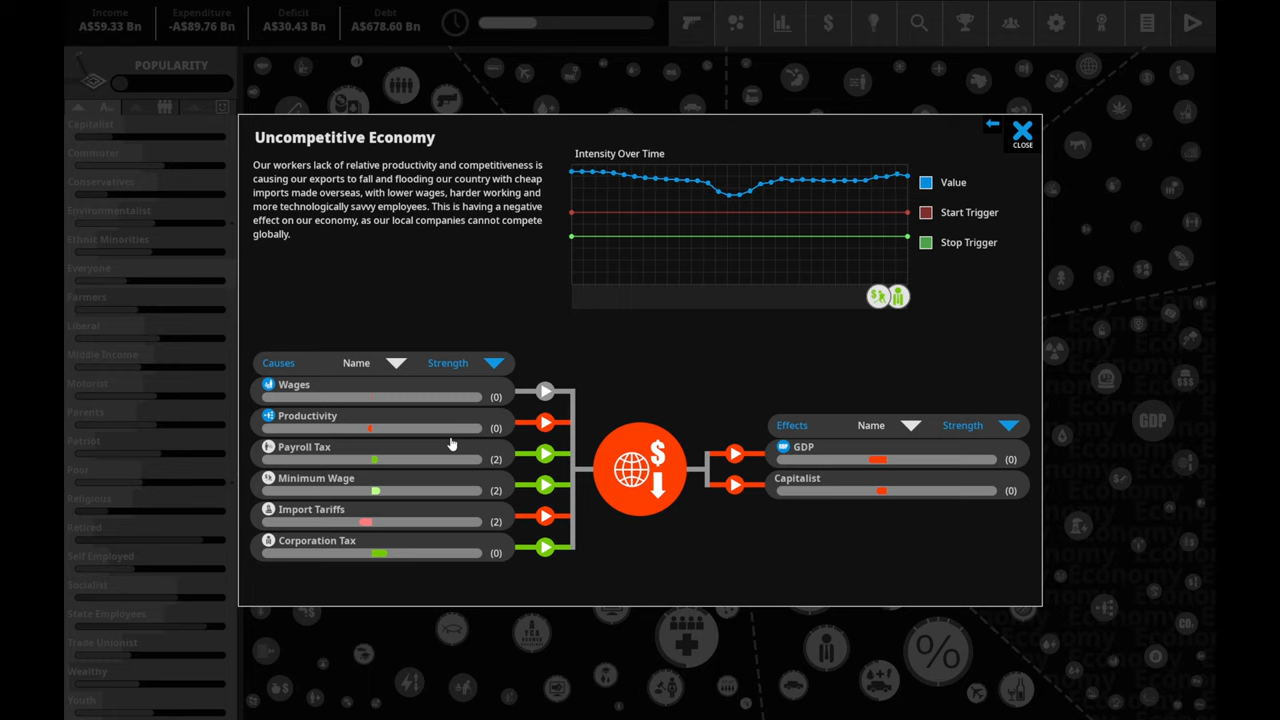 Income
Expenditure
Deficit
Debt
A$59.33 Bn
-A$89.76 Bn
A$30.43 Bn
A$678.60 Bn
POPULARITY
Capitalist
Commuter
Conservatives
Environmentalist
Ethnic Minorities
Everyone
Farmers
Liberal
Middle Income
Motorist
Parents
Patriot
Poor
Religious
Retired
Self Employed
Socialist
State Employees
Trade Unionist
Wealthy
Youth
Uncompetitive Economy
CLOSE
Our workers lack of relative productivity and competitiveness is
causing our exports to fall and flooding our country with cheap
imports made overseas, with lower wages, harder working and
more technologically savvy employees. This is having a negative
effect on our economy, as our local companies cannot compete
globally.
Intensity Over Time
Value
Start Trigger
Stop Trigger
Causes Name Strength
Wages
(0)
Productivity
(0)
Payroll Tax
(2)
Minimum Wage
(2)
Import Tariffs
(2)
Corporation Tax
(0)
Effects Name Strength
GDP
(0)
Capitalist
(0)
GDP
Economy